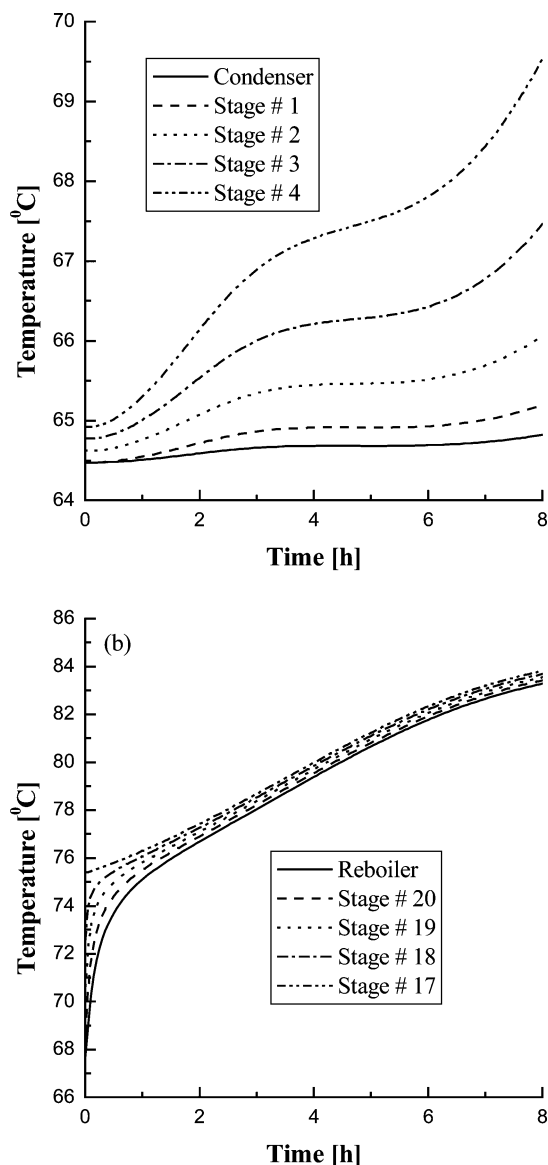 70
69
68
67
66
65
64
Temperature [⁰C]
Condenser
Stage # 1
Stage # 2
Stage # 3
Stage # 4
0 2 4 6 8
Time [h]
(b)
86
84
82
80
78
76
74
72
70
68
66
Temperature [⁰C]
Reboiler
Stage # 20
Stage # 19
Stage # 18
Stage # 17
0 2 4 6 8
Time [h]